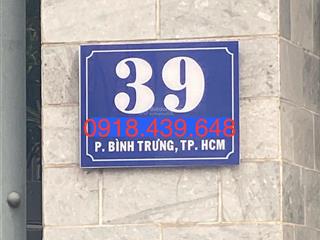 39
0918.439.648
P. BÌNH TRƯNG, TP. HCM